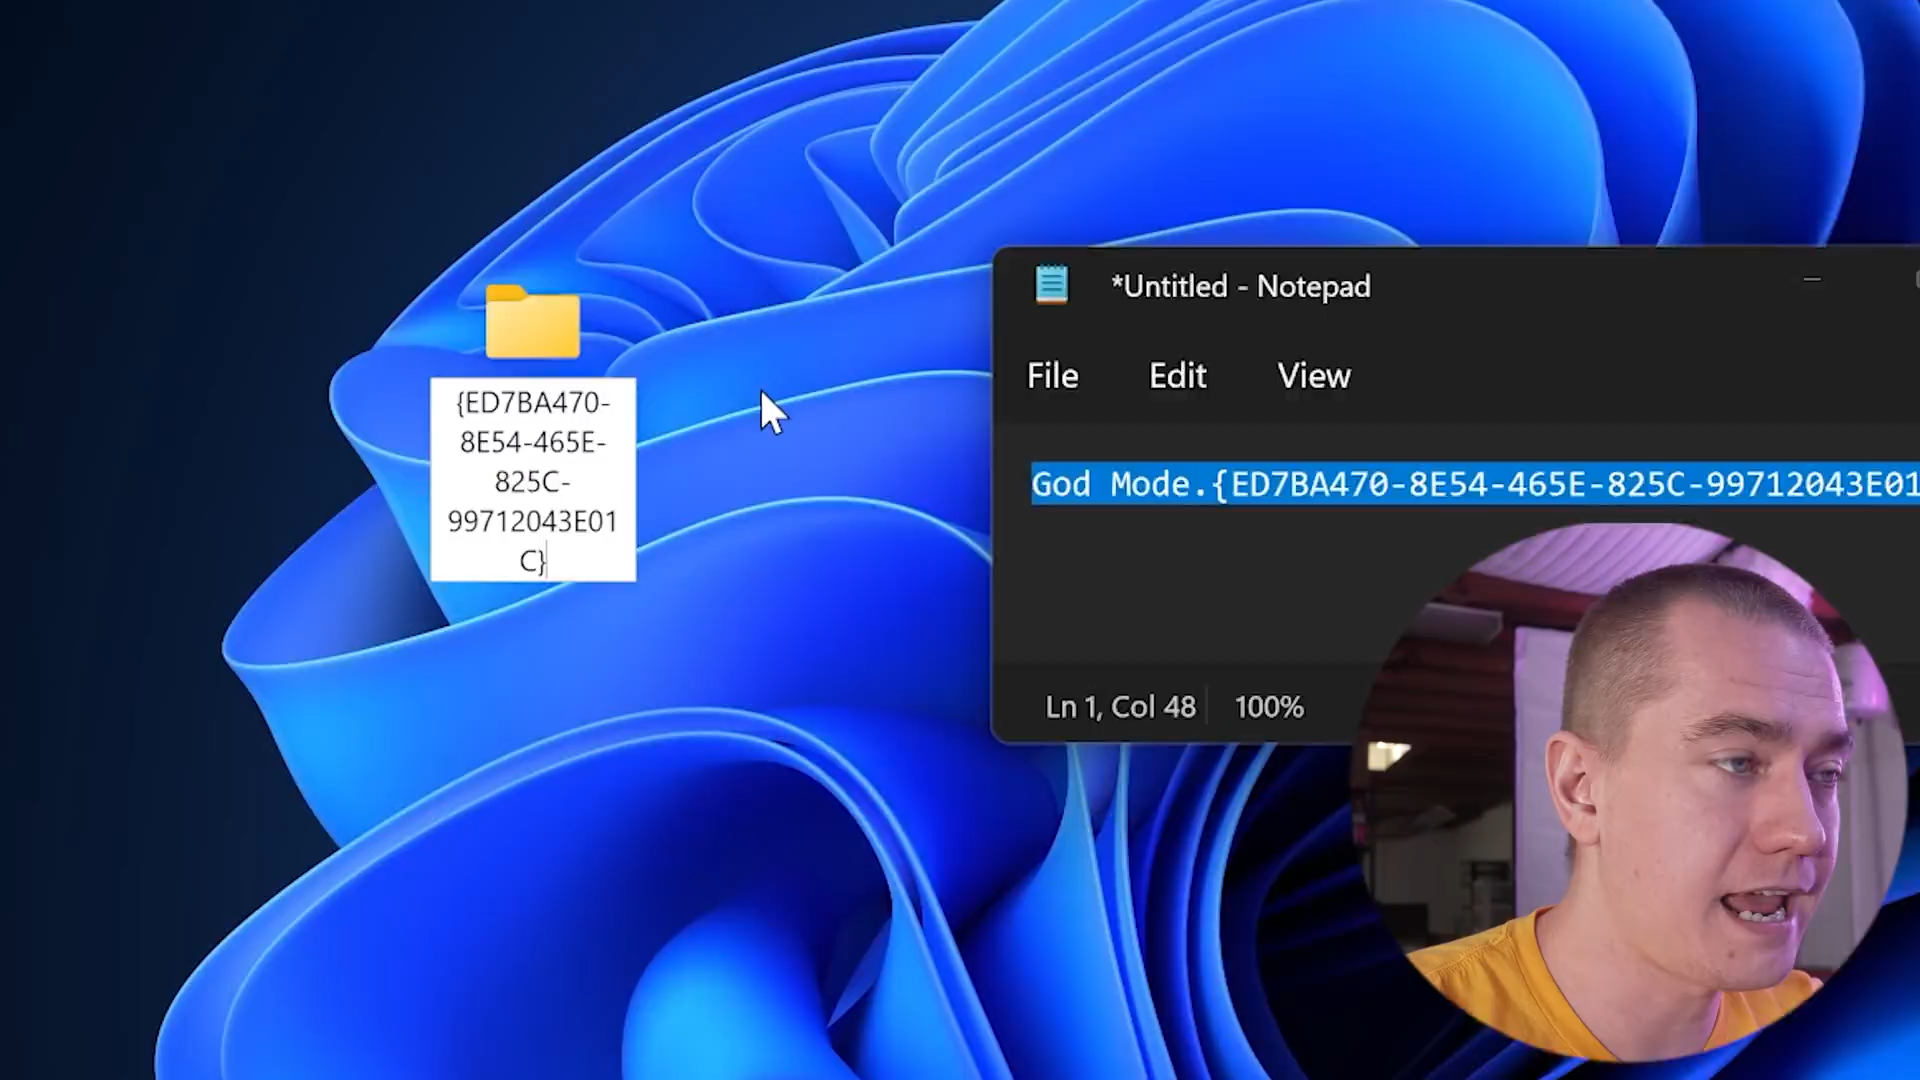 {ED7BA470-
8E54-465E-
825C-
99712043E01
C}
*Untitled - Notepad
File Edit View
God Mode.{ED7BA470-8E54-465E-825C-99712043E01
Ln 1, Col 48 100%